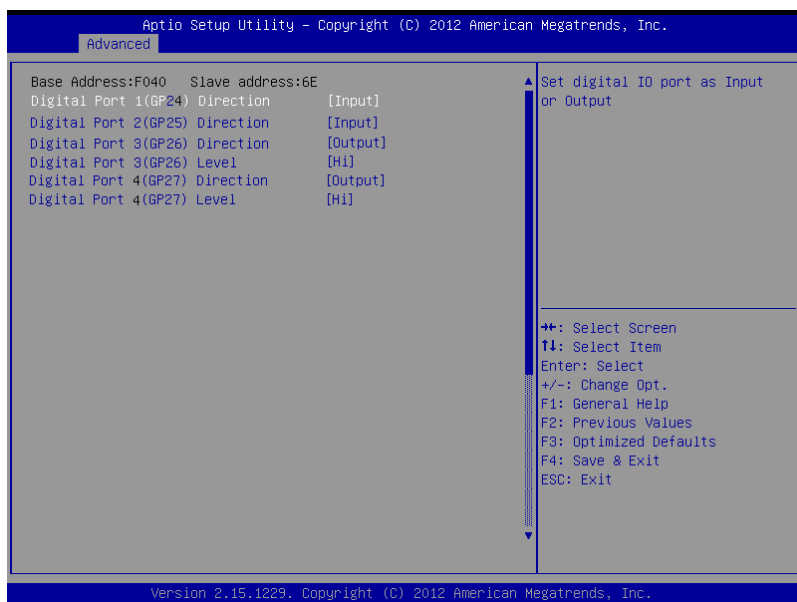 Aptio Setup Utility – Copyright (C) 2012 American Megatrends, Inc.
Advanced
Base Address:F040 Slave address:6E
Digital Port 1(GP24) Direction [Input]
Digital Port 2(GP25) Direction [Input]
Digital Port 3(GP26) Direction [Output]
Digital Port 3(GP26) Level [Hi]
Digital Port 4(GP27) Direction [Output]
Digital Port 4(GP27) Level [Hi]
Set digital IO port as Input
or Output
→←: Select Screen
↑↓: Select Item
Enter: Select
+/-: Change Opt.
F1: General Help
F2: Previous Values
F3: Optimized Defaults
F4: Save & Exit
ESC: Exit
Version 2.15.1229. Copyright (C) 2012 American Megatrends, Inc.